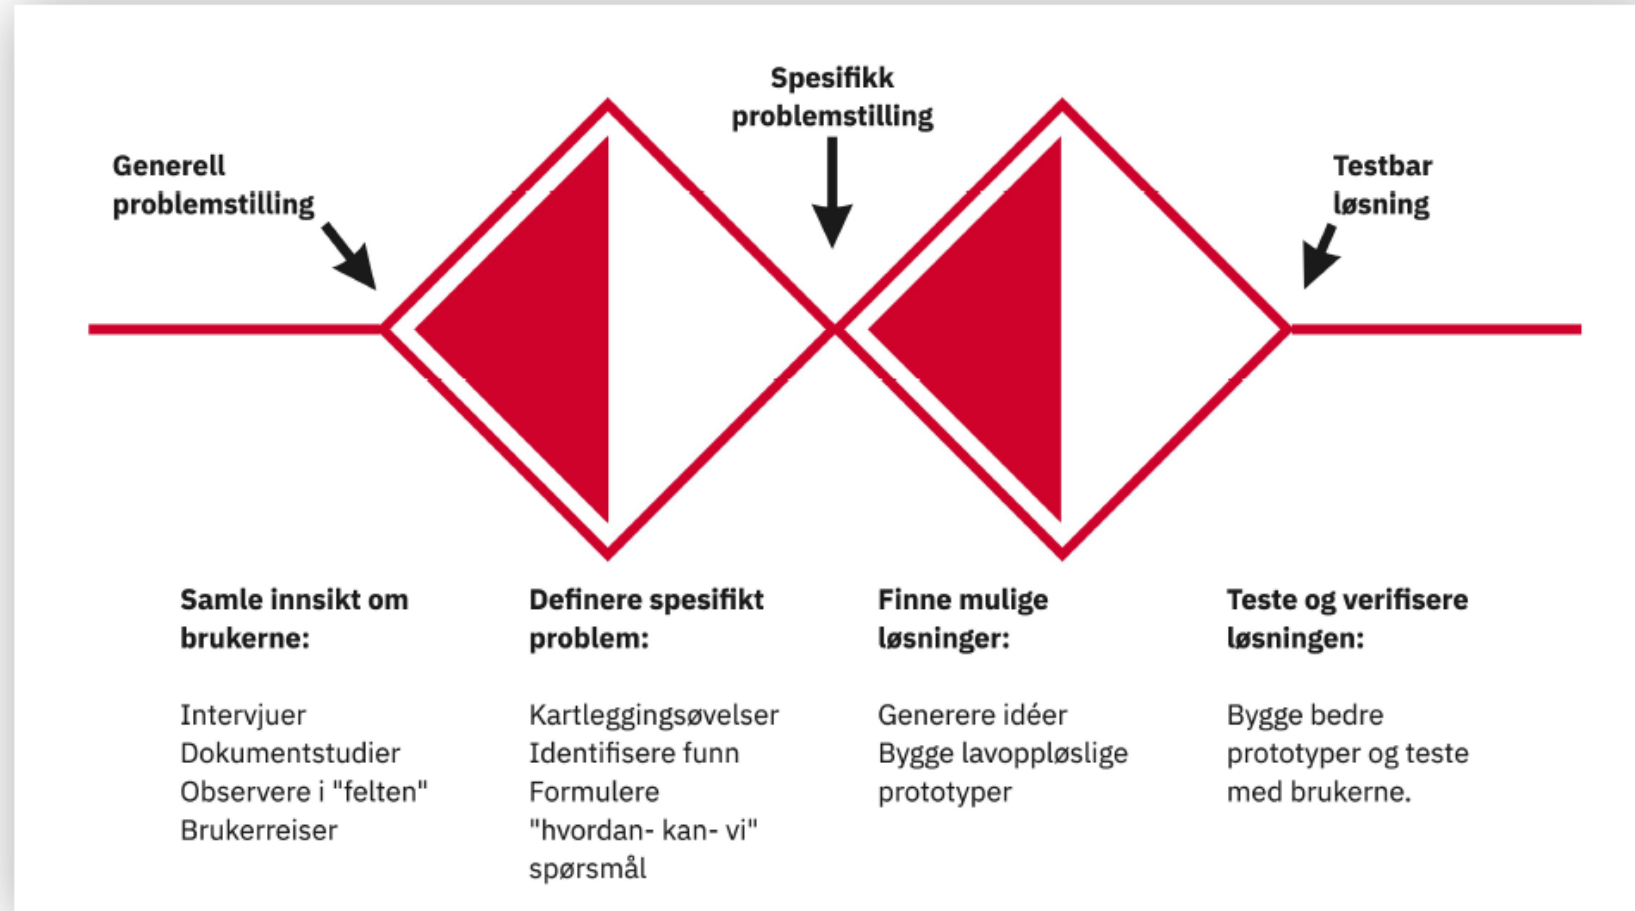 Spesifikk
problemstilling
Generell
problemstilling
Testbar
løsning
Samle innsikt om
brukerne:
Intervjuer
Dokumentstudier
Observere i "felten"
Brukerreiser
Definere spesifikt
problem:
Kartleggingsøvelser
Identifisere funn
Formulere
"hvordan- kan- vi"
spørsmål
Finne mulige
løsninger:
Generere idéer
Bygge lavoppløslige
prototyper
Teste og verifisere
løsningen:
Bygge bedre
prototyper og teste
med brukerne.